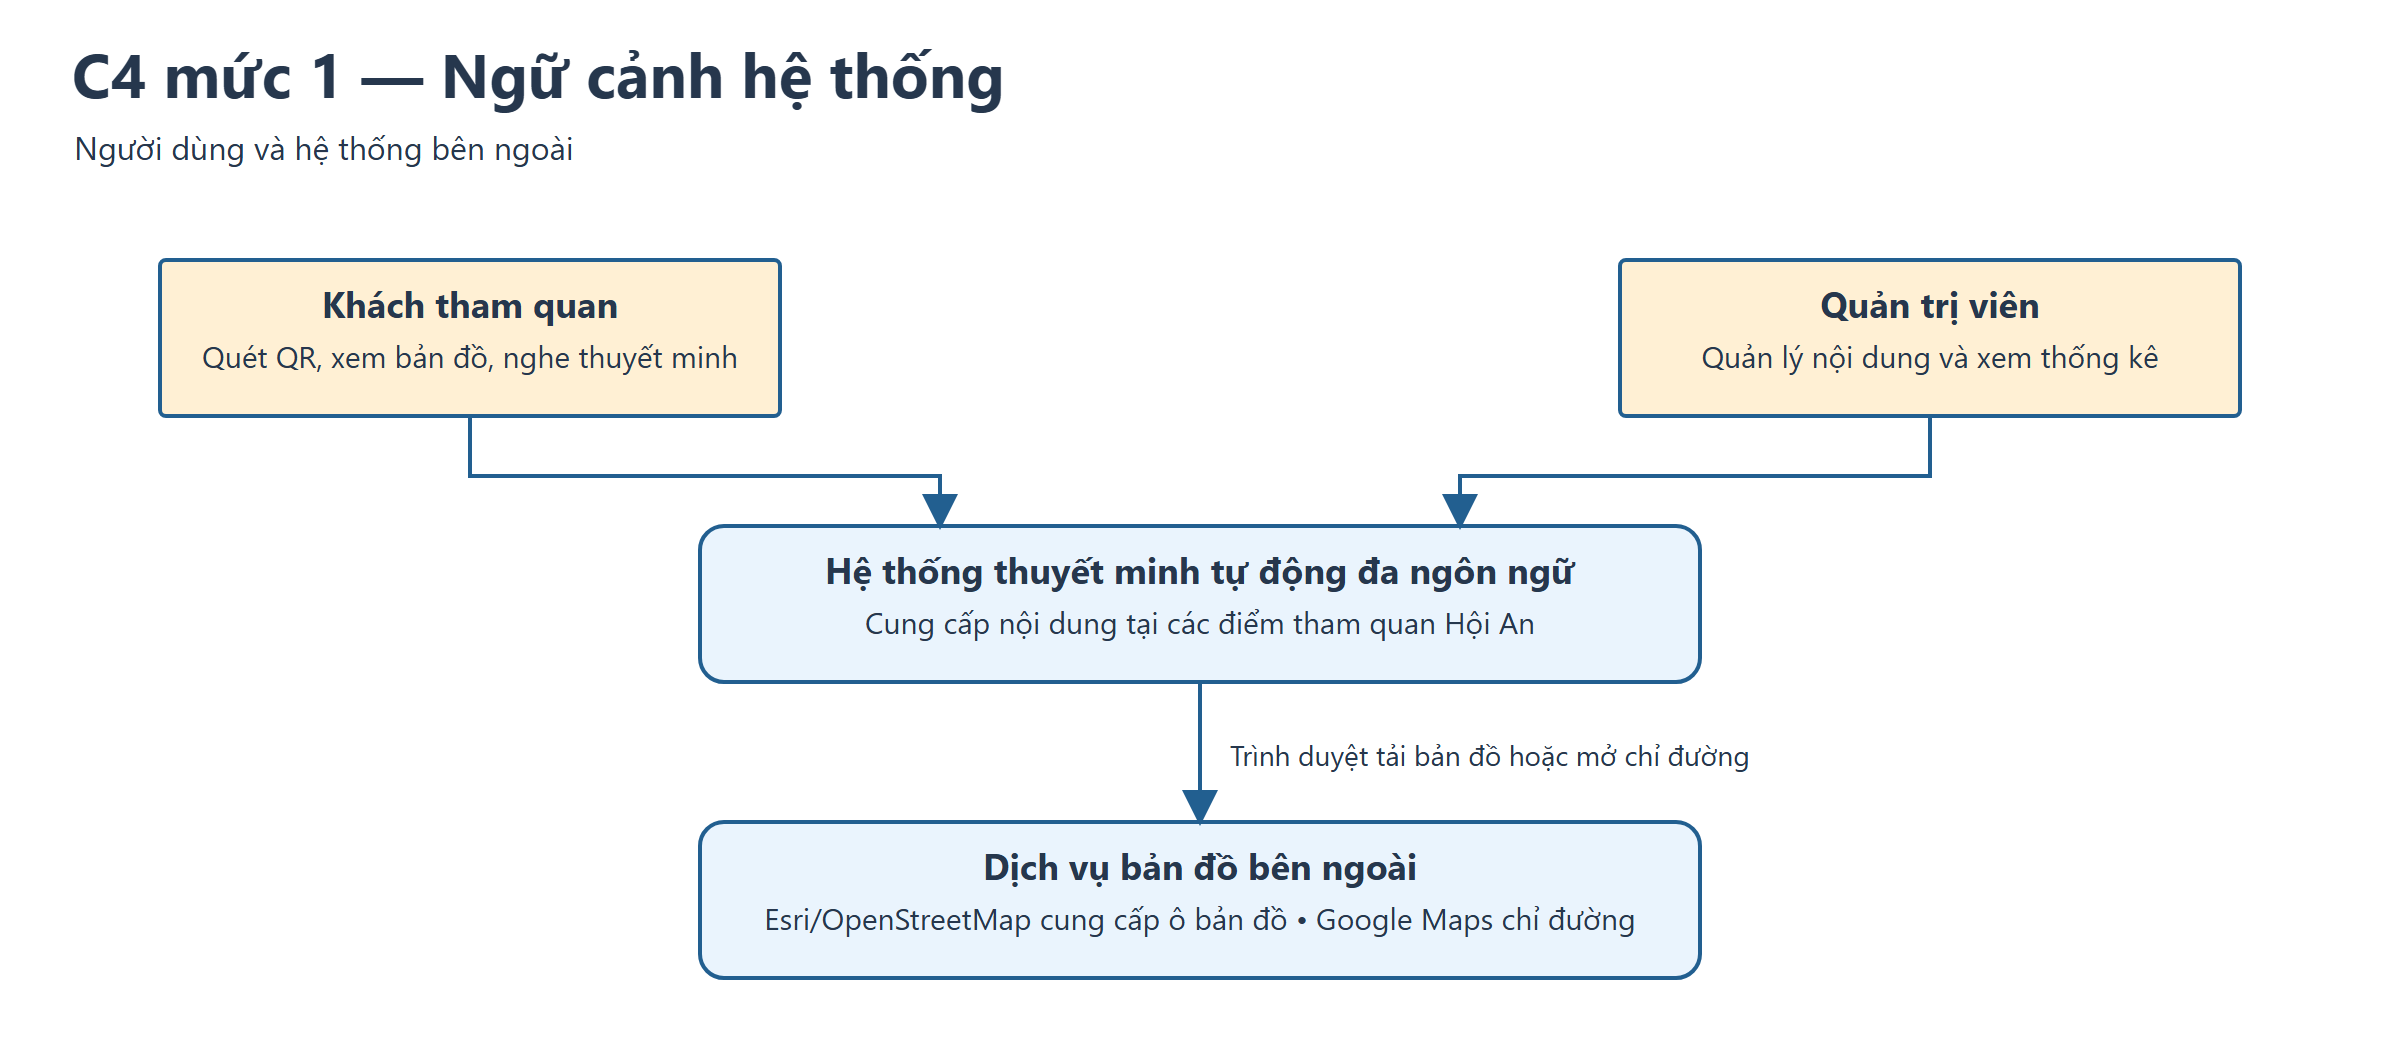 C4 mức 1 — Ngữ cảnh hệ thống
Người dùng và hệ thống bên ngoài
Khách tham quan
Quét QR, xem bản đồ, nghe thuyết minh
Quản trị viên
Quản lý nội dung và xem thống kê
Hệ thống thuyết minh tự động đa ngôn ngữ
Cung cấp nội dung tại các điểm tham quan Hội An
Trình duyệt tải bản đồ hoặc mở chỉ đường
Dịch vụ bản đồ bên ngoài
Esri/OpenStreetMap cung cấp ô bản đồ • Google Maps chỉ đường